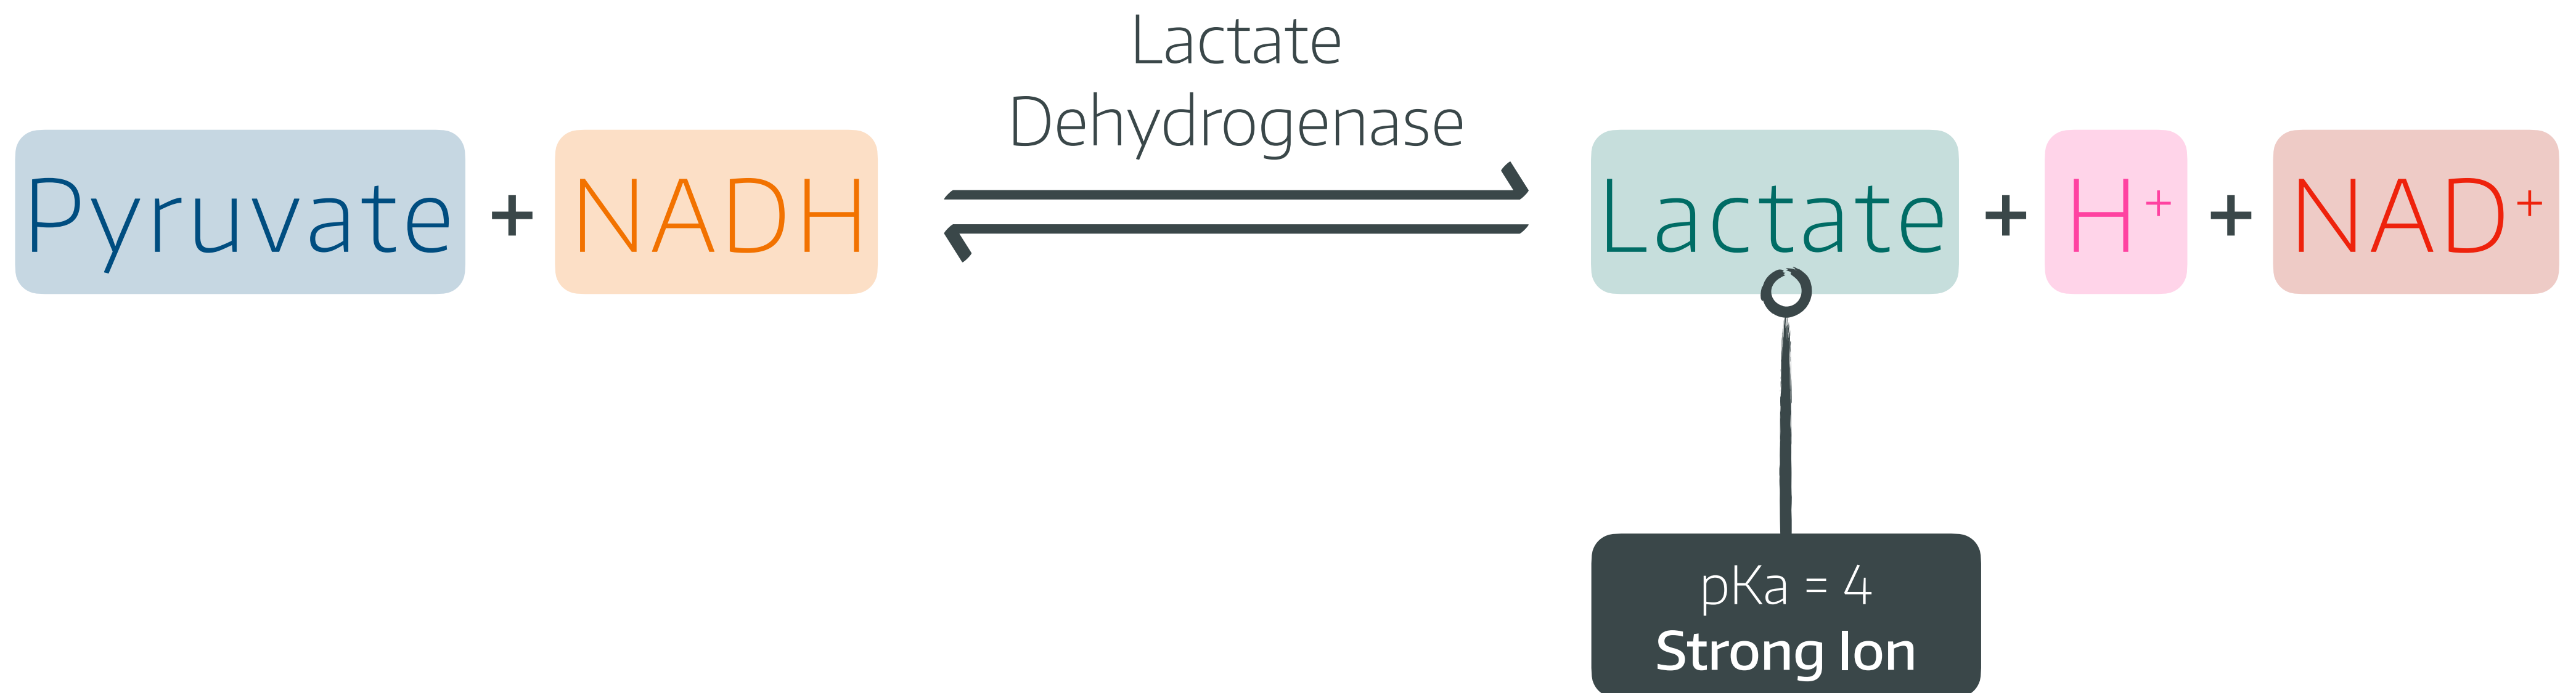 Lactate
Dehydrogenase
Pyruvate + NADH ⇌ Lactate + H⁺ + NAD⁺
pKa = 4
Strong Ion